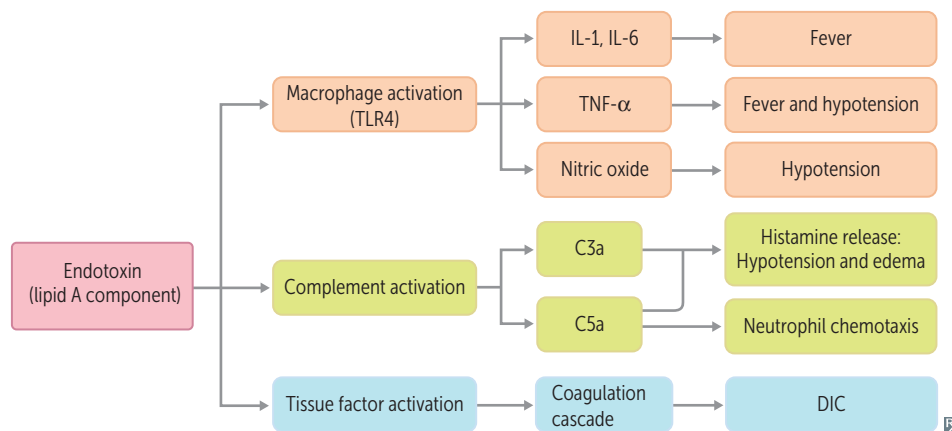 IL-1, IL-6
Fever
Macrophage activation
(TLR4)
TNF-α
Fever and hypotension
Nitric oxide
Hypotension
Endotoxin
(lipid A component)
Complement activation
C3a
Histamine release:
Hypotension and edema
C5a
Neutrophil chemotaxis
Tissue factor activation
Coagulation
cascade
DIC